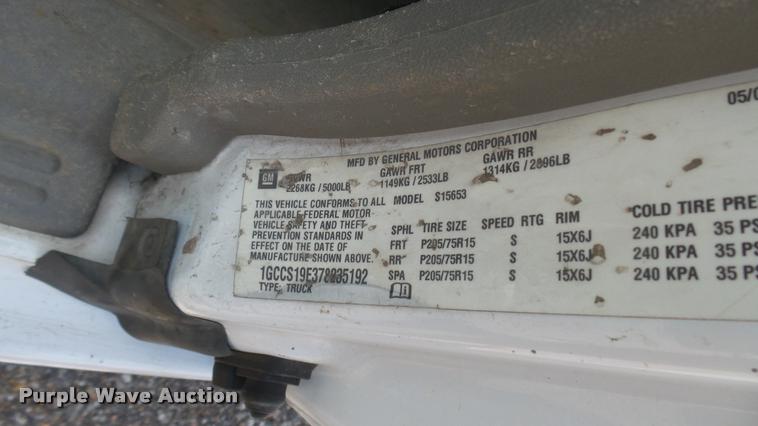 05/0
MFD BY GENERAL MOTORS CORPORATION
GM GVWR GAWR FRT GAWR RR
2268KG / 5000LB 1149KG / 2533LB 1314KG / 2896LB
THIS VEHICLE CONFORMS TO ALL MODEL S15653
APPLICABLE FEDERAL MOTOR
VEHICLE SAFETY AND THEFT
PREVENTION STANDARDS IN
EFFECT ON THE DATE OF
MANUFACTURE SHOWN ABOVE.
1GCCS19E378235192
TYPE: TRUCK
SPHL TIRE SIZE SPEED RTG RIM COLD TIRE PRE
FRT P205/75R15 S 15X6J 240 KPA 35 PS
RR P205/75R15 S 15X6J 240 KPA 35 PS
SPA P205/75R15 S 15X6J 240 KPA 35 PS
Purple Wave Auction